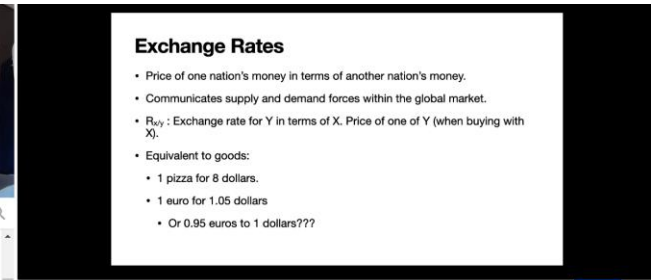 Exchange Rates
• Price of one nation's money in terms of another nation's money.
• Communicates supply and demand forces within the global market.
• Rx/y : Exchange rate for Y in terms of X. Price of one of Y (when buying with
X).
• Equivalent to goods:
• 1 pizza for 8 dollars.
• 1 euro for 1.05 dollars
• Or 0.95 euros to 1 dollars???